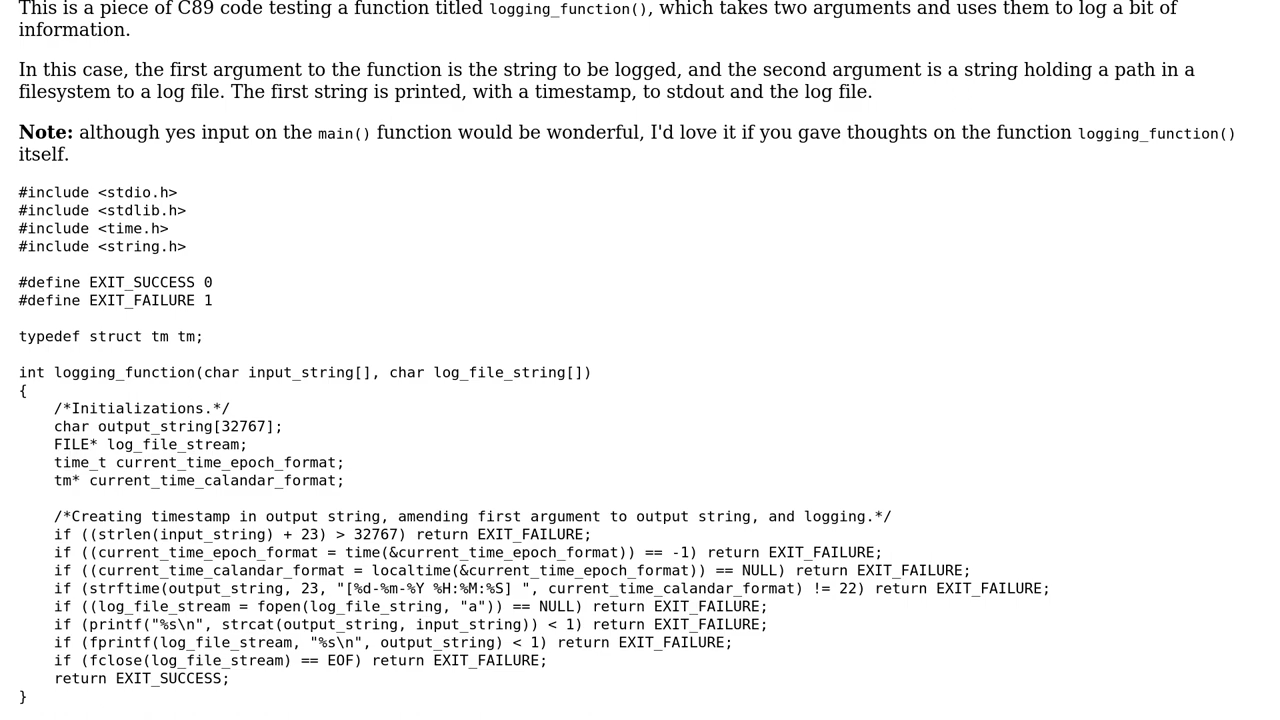 This is a piece of C89 code testing a function titled logging_function(), which takes two arguments and uses them to log a bit of
information.
In this case, the first argument to the function is the string to be logged, and the second argument is a string holding a path in a
filesystem to a log file. The first string is printed, with a timestamp, to stdout and the log file.
Note: although yes input on the main() function would be wonderful, I'd love it if you gave thoughts on the function logging_function()
itself.
#include <stdio.h>
#include <stdlib.h>
#include <time.h>
#include <string.h>
#define EXIT_SUCCESS 0
#define EXIT_FAILURE 1
typedef struct tm tm;
int logging_function(char input_string[], char log_file_string[])
{
    /*Initializations.*/
    char output_string[32767];
    FILE* log_file_stream;
    time_t current_time_epoch_format;
    tm* current_time_calandar_format;
    /*Creating timestamp in output string, amending first argument to output string, and logging.*/
    if ((strlen(input_string) + 23) > 32767) return EXIT_FAILURE;
    if ((current_time_epoch_format = time(&current_time_epoch_format)) == -1) return EXIT_FAILURE;
    if ((current_time_calandar_format = localtime(&current_time_epoch_format)) == NULL) return EXIT_FAILURE;
    if (strftime(output_string, 23, "[%d-%m-%Y %H:%M:%S] ", current_time_calandar_format) != 22) return EXIT_FAILURE;
    if ((log_file_stream = fopen(log_file_string, "a")) == NULL) return EXIT_FAILURE;
    if (printf("%s\n", strcat(output_string, input_string)) < 1) return EXIT_FAILURE;
    if (fprintf(log_file_stream, "%s\n", output_string) < 1) return EXIT_FAILURE;
    if (fclose(log_file_stream) == EOF) return EXIT_FAILURE;
    return EXIT_SUCCESS;
}